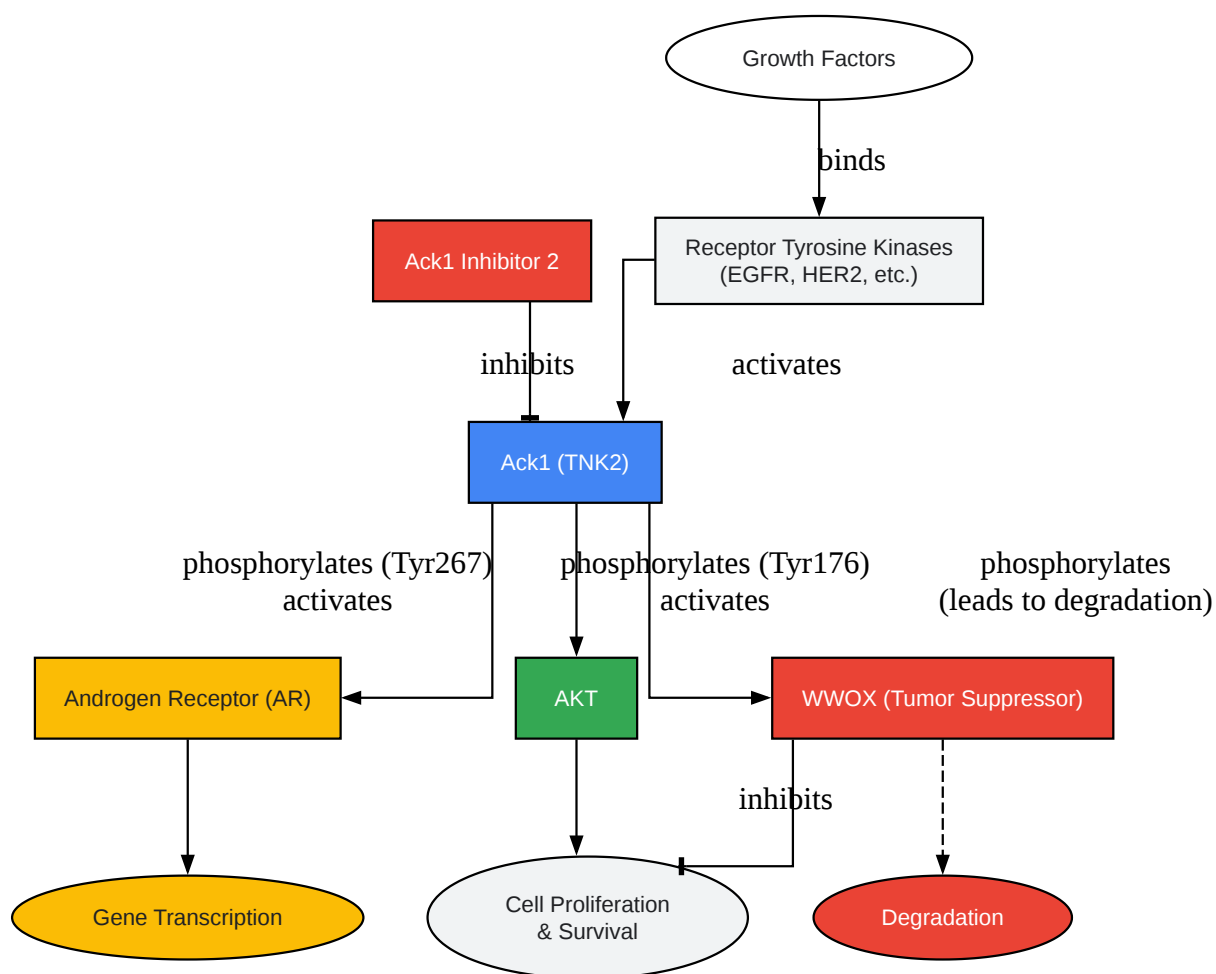 Growth Factors
binds
Ack1 Inhibitor 2
Receptor Tyrosine Kinases
(EGFR, HER2, etc.)
inhibits
activates
Ack1 (TNK2)
phosphorylates (Tyr267)
activates
phosphorylates (Tyr176)
activates
phosphorylates
(leads to degradation)
Androgen Receptor (AR)
AKT
WWOX (Tumor Suppressor)
inhibits
Gene Transcription
Cell Proliferation
& Survival
Degradation